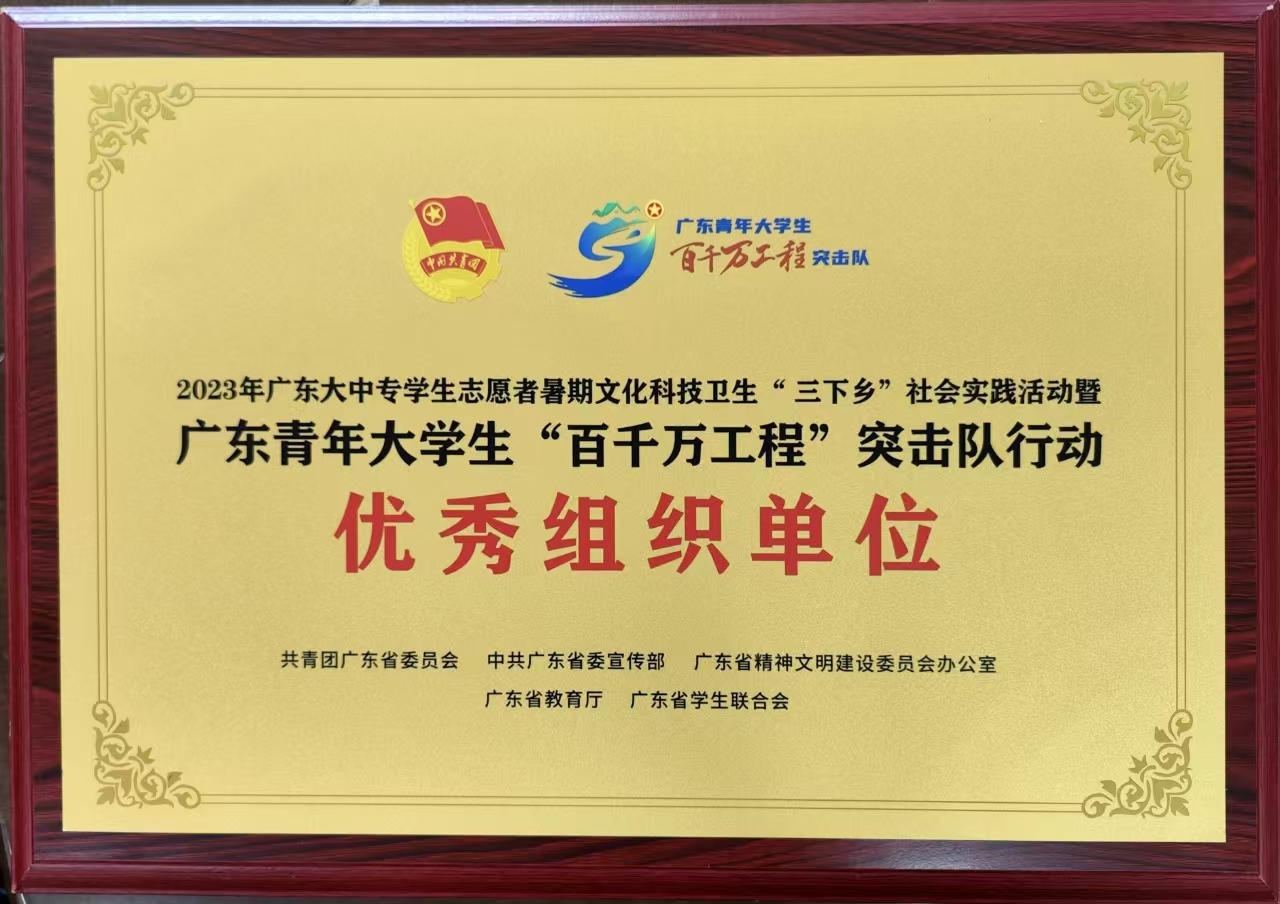 中国共青团
广东青年大学生
百千万工程 突击队
2023年广东大中专学生志愿者暑期文化科技卫生“三下乡”社会实践活动暨
广东青年大学生“百千万工程”突击队行动
优秀组织单位
共青团广东省委员会 中共广东省委宣传部 广东省精神文明建设委员会办公室
广东省教育厅 广东省学生联合会